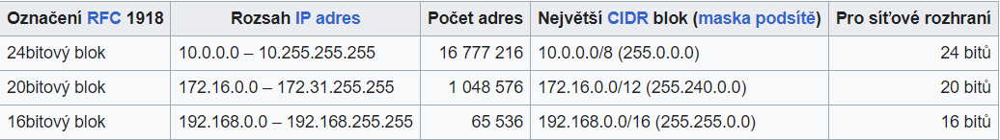 Označení RFC 1918 Rozsah IP adres Počet adres Největší CIDR blok (maska podsítě) Pro síťové rozhraní
24bitový blok 10.0.0.0 – 10.255.255.255 16 777 216 10.0.0.0/8 (255.0.0.0) 24 bitů
20bitový blok 172.16.0.0 – 172.31.255.255 1 048 576 172.16.0.0/12 (255.240.0.0) 20 bitů
16bitový blok 192.168.0.0 – 192.168.255.255 65 536 192.168.0.0/16 (255.255.0.0) 16 bitů